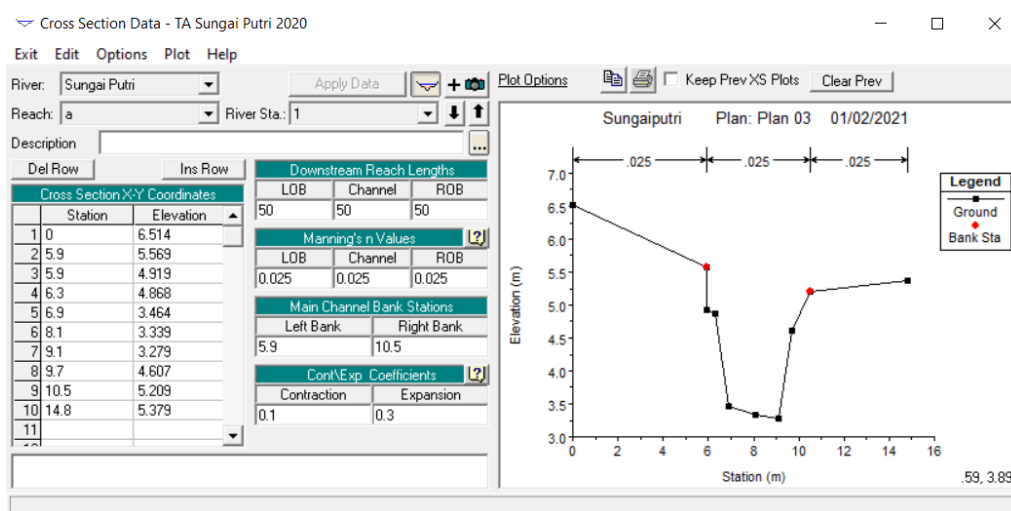 Cross Section Data - TA Sungai Putri 2020
Exit Edit Options Plot Help
River: Sungai Putri Apply Data
Reach: a River Sta.: 1
Description ...
Del Row Ins Row
Cross Section X-Y Coordinates
Station Elevation
1 0 6.514
2 5.9 5.569
3 5.9 4.919
4 6.3 4.868
5 6.9 3.464
6 8.1 3.339
7 9.1 3.279
8 9.7 4.607
9 10.5 5.209
10 14.8 5.379
11
Downstream Reach Lengths
LOB Channel ROB
50 50 50
Manning's n Values
LOB Channel ROB
0.025 0.025 0.025
Main Channel Bank Stations
Left Bank Right Bank
5.9 10.5
Cont\Exp Coefficients
Contraction Expansion
0.1 0.3
Plot Options Keep Prev XS Plots Clear Prev
Sungaiputri Plan: Plan 03 01/02/2021
.025 .025 .025
7.0
6.5
6.0
5.5
5.0
4.5
4.0
3.5
3.0
Elevation (m)
0 2 4 6 8 10 12 14 16
Station (m)
Legend
Ground
Bank Sta
.59, 3.89